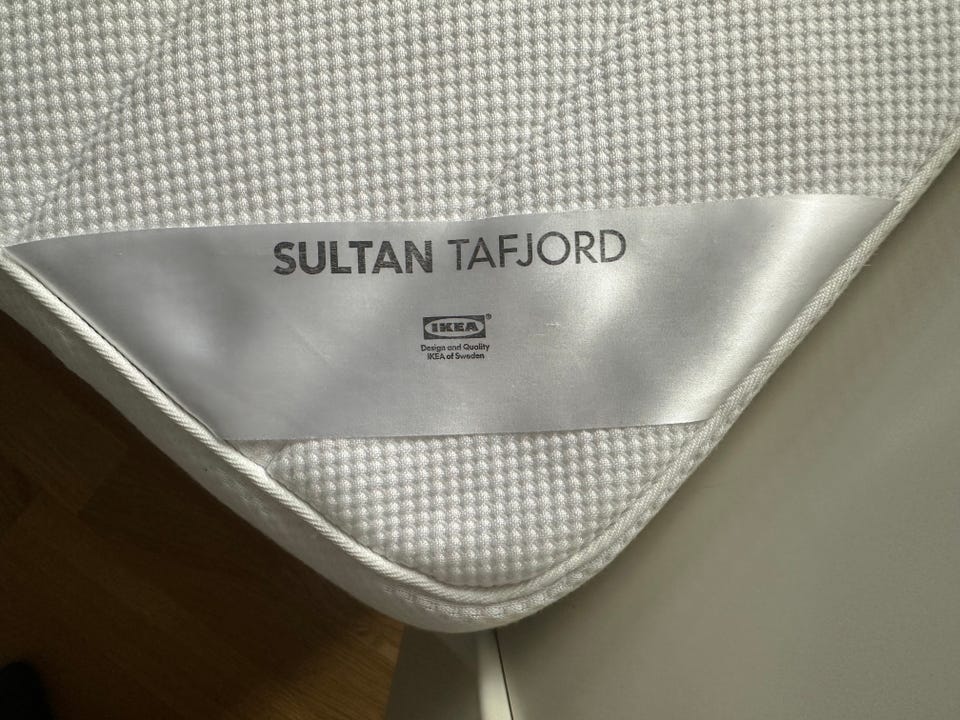 SULTAN TAFJORD
IKEA®
Design and Quality
IKEA of Sweden